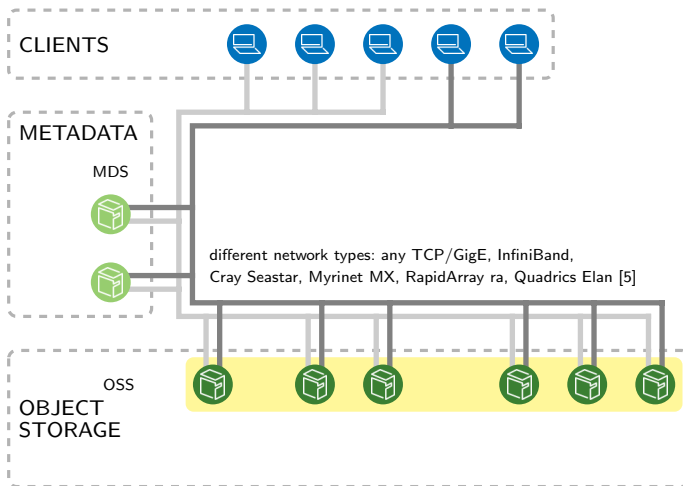 CLIENTS
METADATA
MDS
different network types: any TCP/GigE, InfiniBand,
Cray Seastar, Myrinet MX, RapidArray ra, Quadrics Elan [5]
OSS
OBJECT
STORAGE